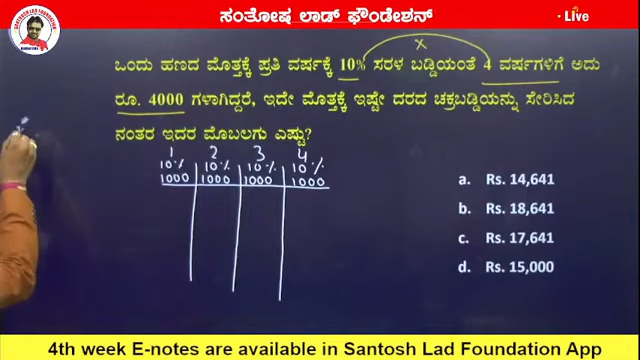 SANTOSH LAD FOUNDATION
ಸಂತೋಷ ಲಾಡ್ ಫೌಂಡೇಶನ್
Live
ಒಂದು ಹಣದ ಮೊತ್ತಕ್ಕೆ ಪ್ರತಿ ವರ್ಷಕ್ಕೆ 10% ಸರಳ ಬಡ್ಡಿಯಂತೆ 4 ವರ್ಷಗಳಿಗೆ ಅದು
ರೂ. 4000 ಗಳಾಗಿದ್ದರೆ, ಇದೇ ಮೊತ್ತಕ್ಕೆ ಇಷ್ಟೇ ದರದ ಚಕ್ರಬಡ್ಡಿಯನ್ನು ಸೇರಿಸಿದ
ನಂತರ ಇದರ ಮೊಬಲಗು ಎಷ್ಟು?
1 2 3 4
10% 10% 10% 10%
1000 1000 1000 1000
a. Rs. 14,641
b. Rs. 18,641
c. Rs. 17,641
d. Rs. 15,000
4th week E-notes are available in Santosh Lad Foundation App